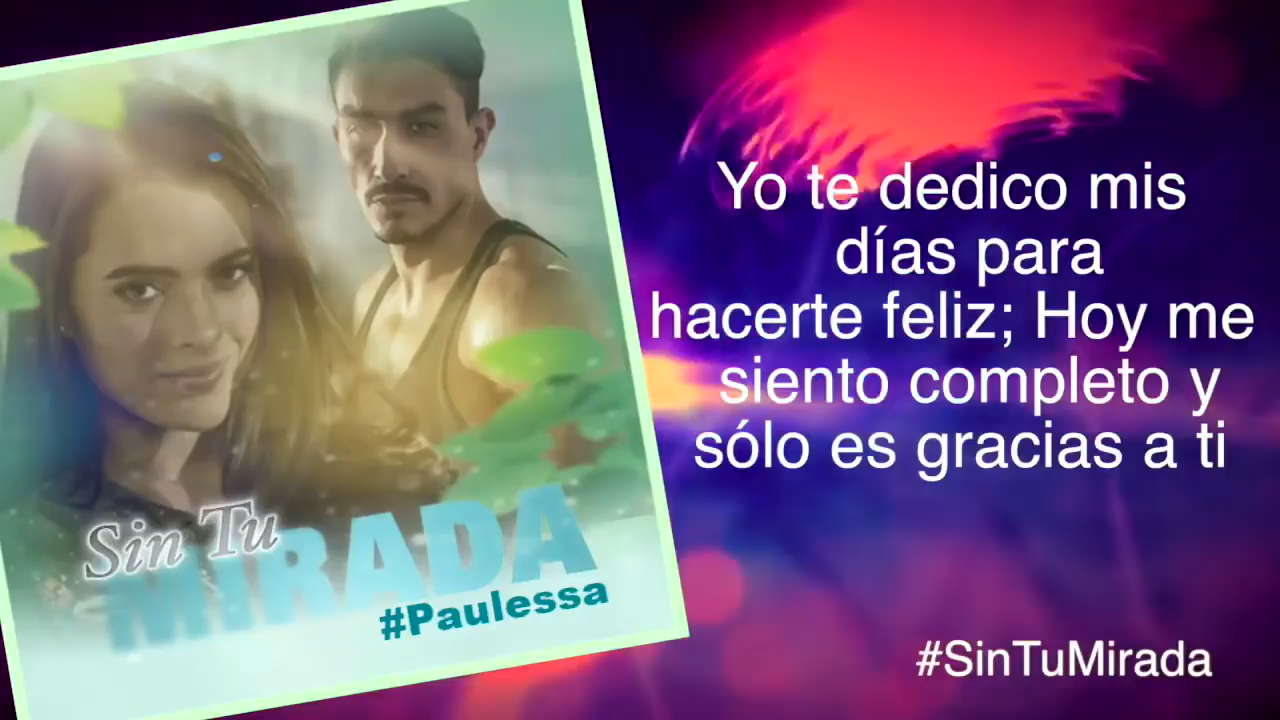 Sin Tu
MIRADA
#Paulessa
Yo te dedico mis
días para
hacerte feliz; Hoy me
siento completo y
sólo es gracias a ti
#SinTuMirada